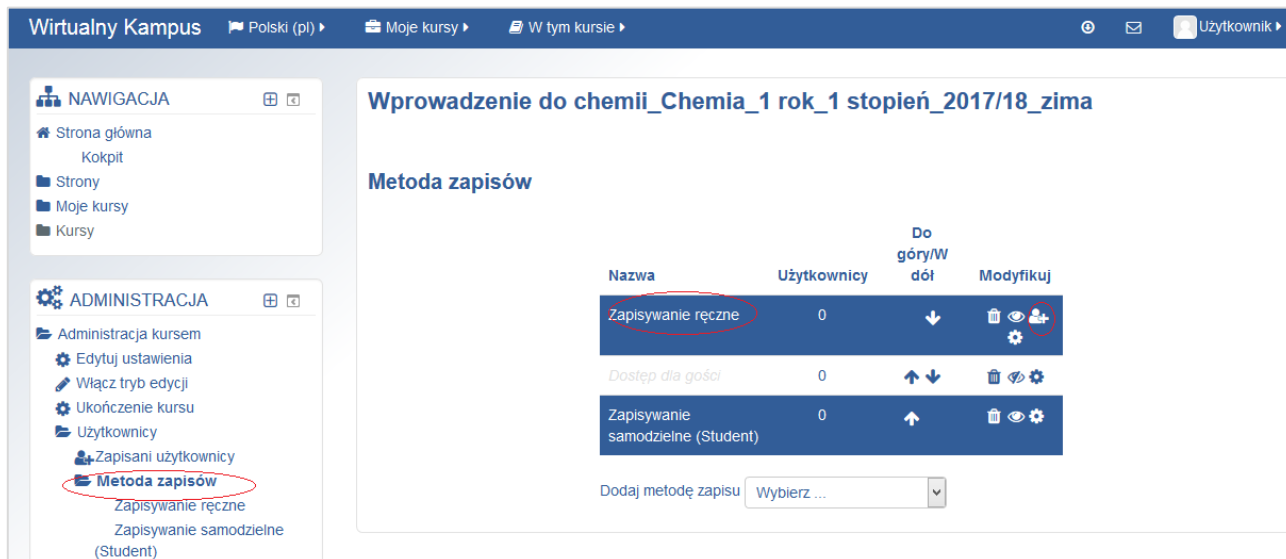 Wirtualny Kampus Polski (pl) Moje kursy W tym kursie Użytkownik
NAWIGACJA
Strona główna
Kokpit
Strony
Moje kursy
Kursy
ADMINISTRACJA
Administracja kursem
Edytuj ustawienia
Włącz tryb edycji
Ukończenie kursu
Użytkownicy
Zapisani użytkownicy
Metoda zapisów
Zapisywanie ręczne
Zapisywanie samodzielne
(Student)
Wprowadzenie do chemii_Chemia_1 rok_1 stopień_2017/18_zima
Metoda zapisów
Nazwa Użytkownicy Do
góry/W
dół Modyfikuj
Zapisywanie ręczne 0
Dostęp dla gości 0
Zapisywanie 0
samodzielne (Student)
Dodaj metodę zapisu Wybierz ...